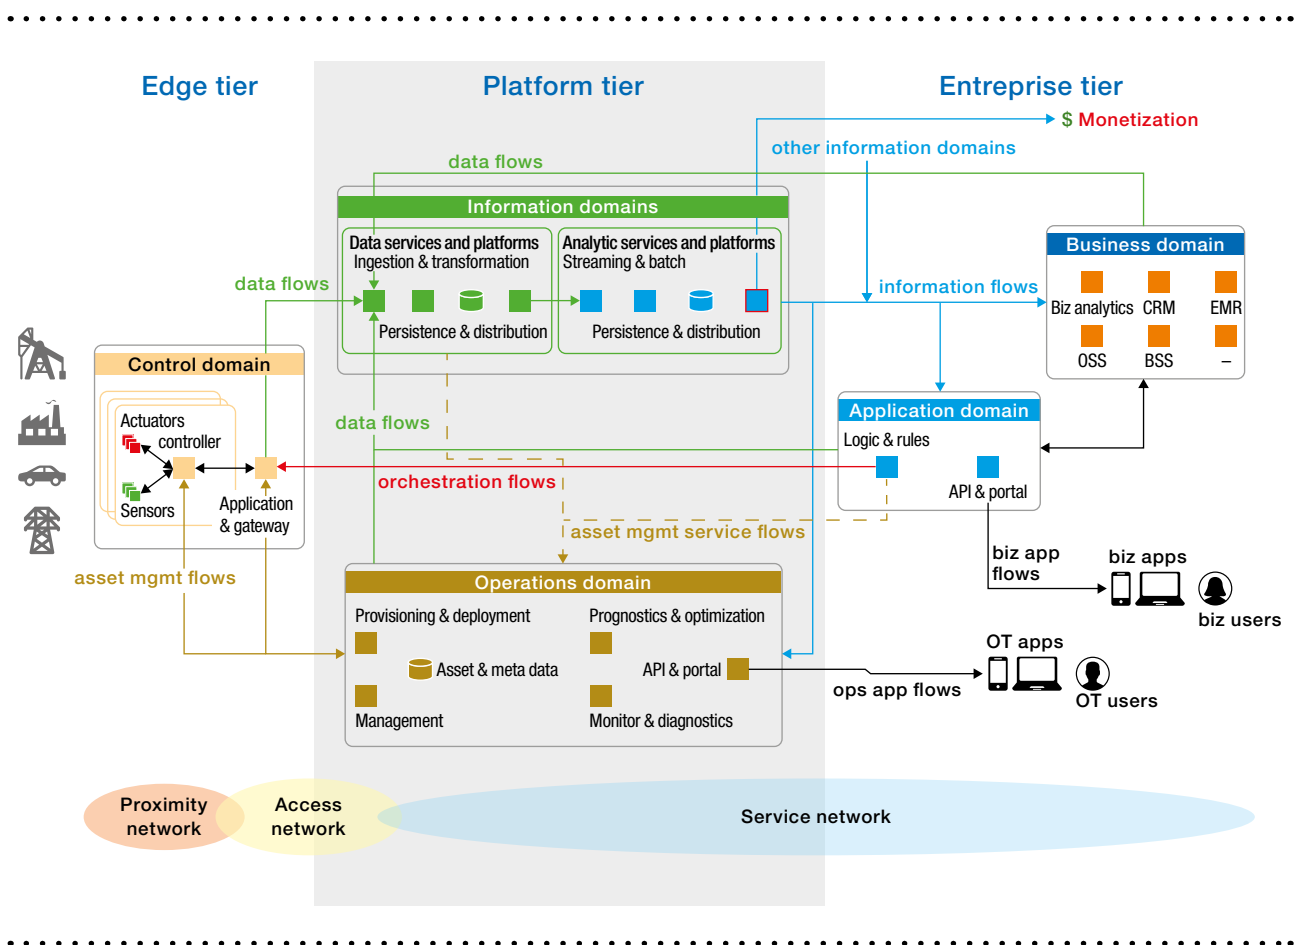 Edge tier
Platform tier
Entreprise tier
$ Monetization
other information domains
data flows
Information domains
Data services and platforms
Ingestion & transformation
Analytic services and platforms
Streaming & batch
Persistence & distribution
Persistence & distribution
data flows
information flows
Business domain
Biz analytics
CRM
EMR
OSS
BSS
–
Control domain
Actuators
controller
Sensors
Application
& gateway
data flows
orchestration flows
Application domain
Logic & rules
API & portal
asset mgmt service flows
asset mgmt flows
biz app
flows
biz apps
biz users
Operations domain
Provisioning & deployment
Prognostics & optimization
Asset & meta data
API & portal
Management
Monitor & diagnostics
ops app flows
OT apps
OT users
Proximity
network
Access
network
Service network